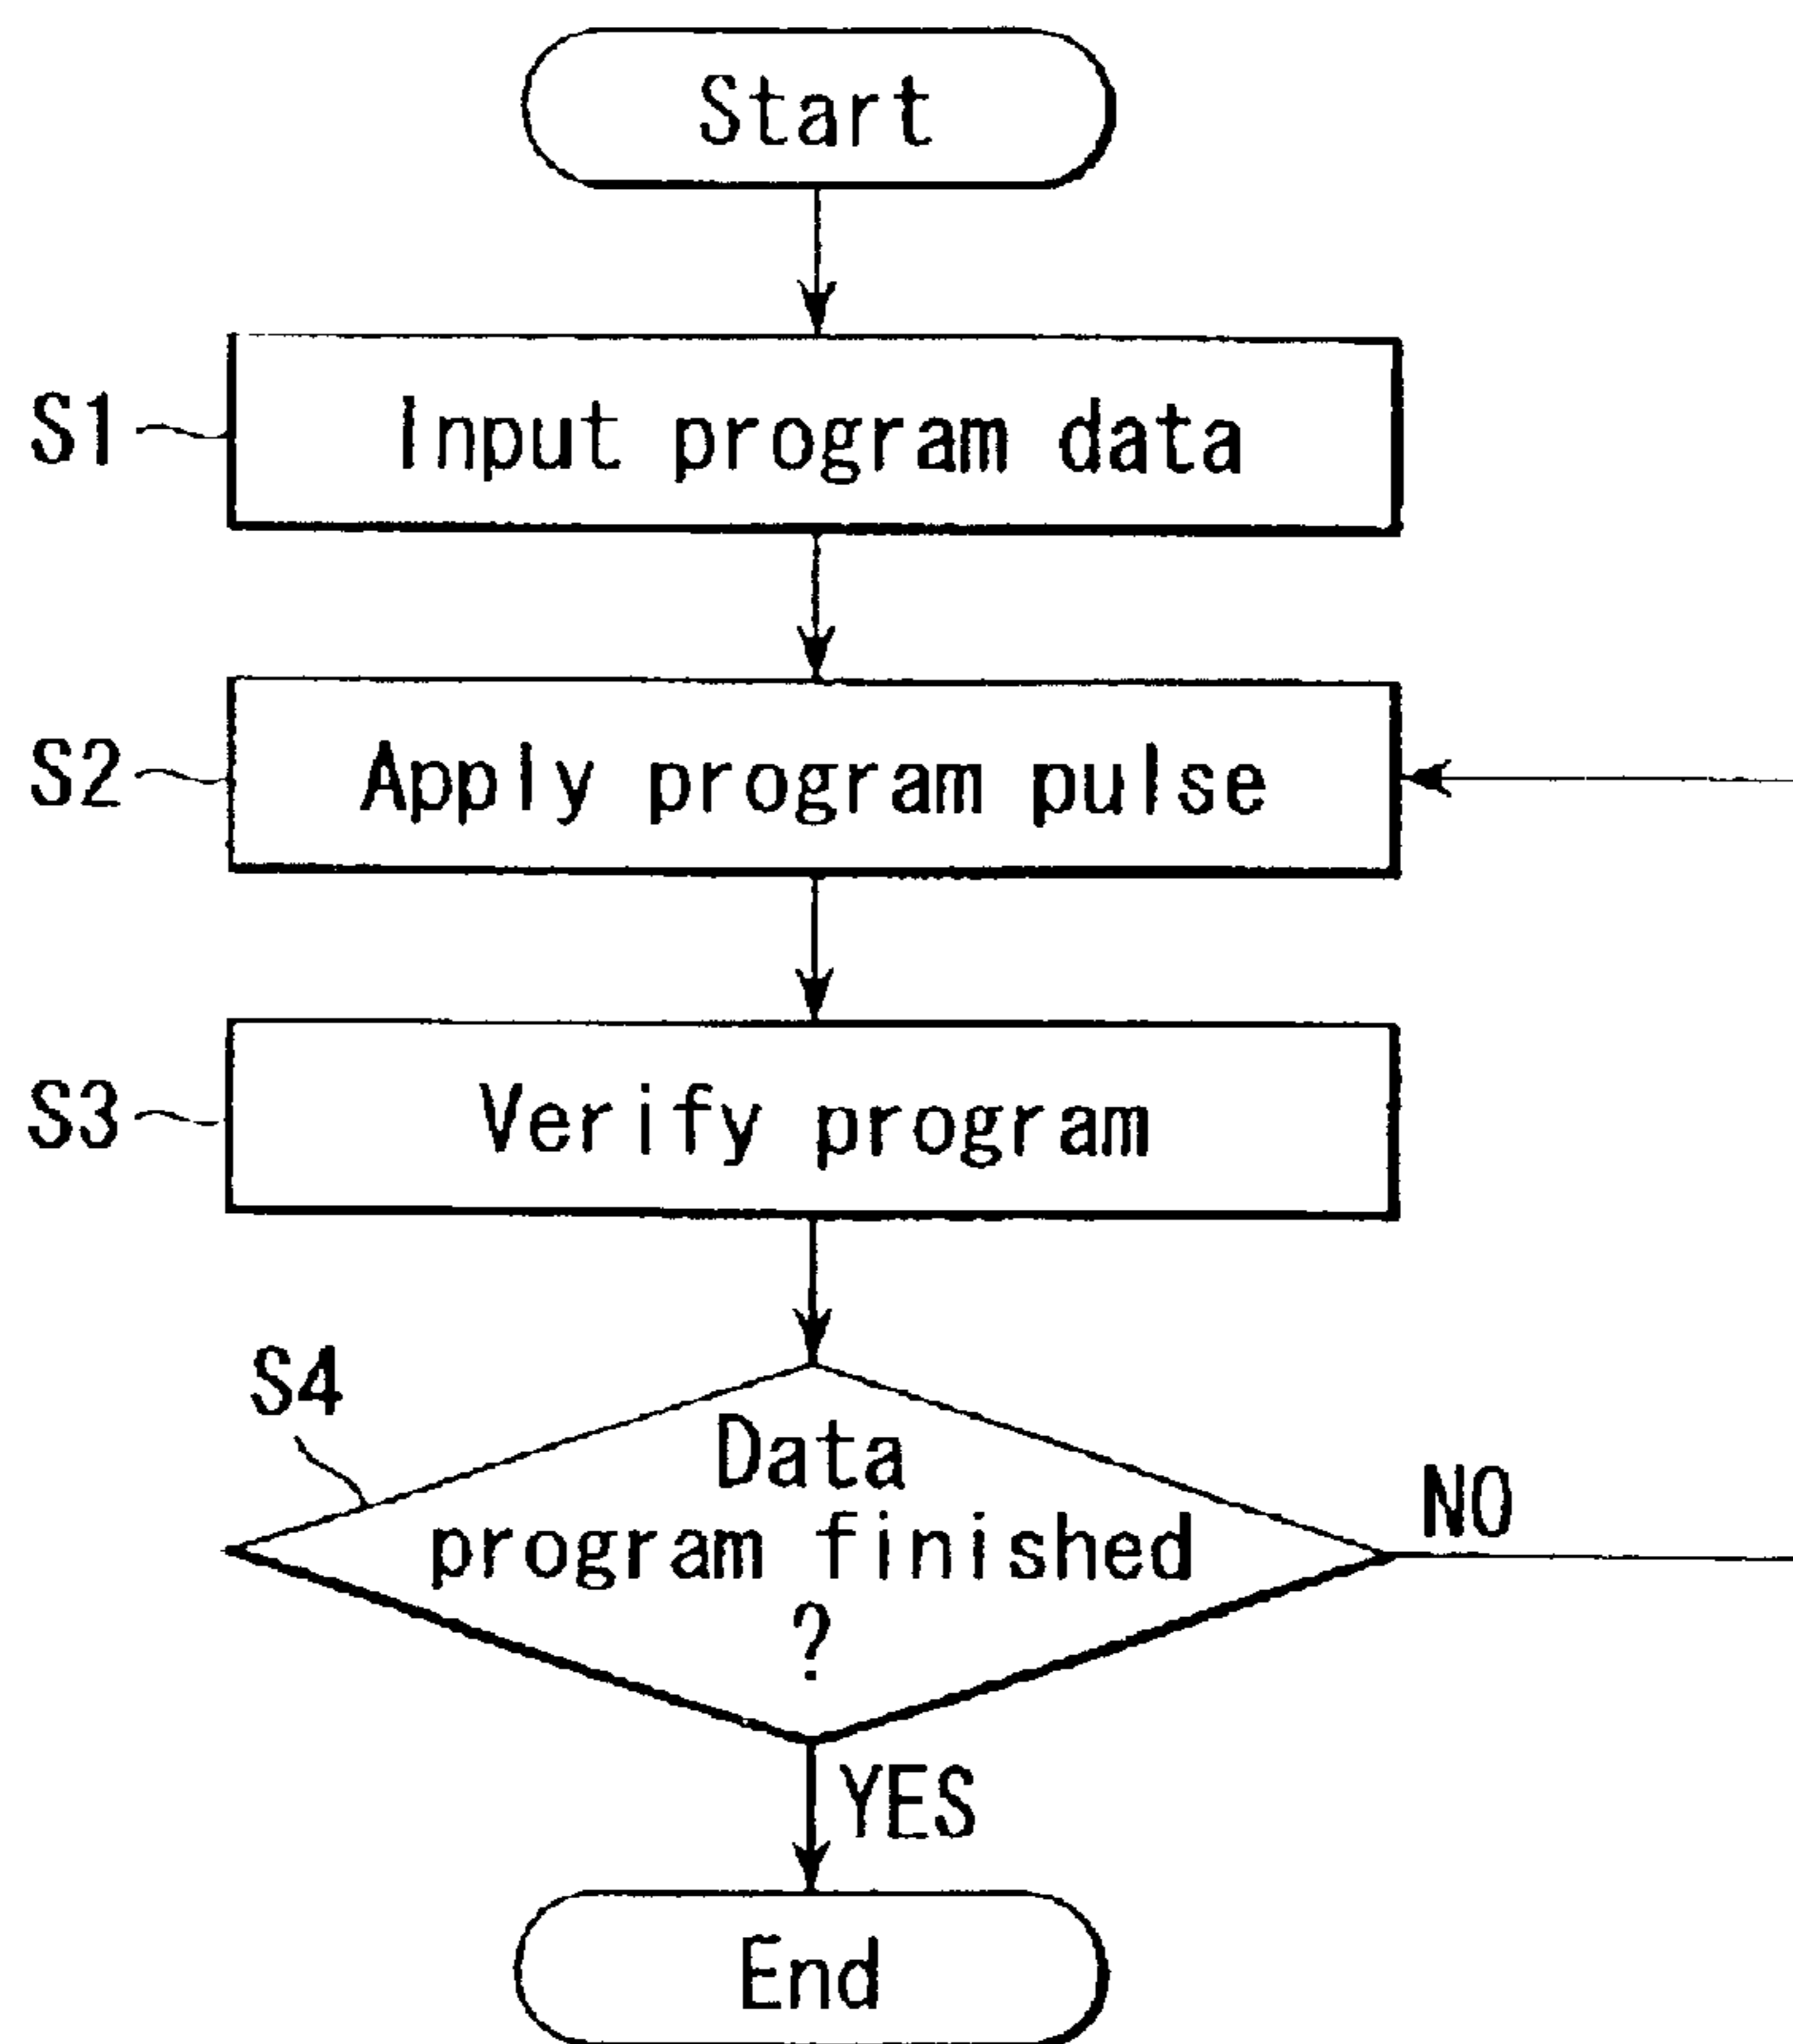 Start
S1
Input program data
S2
Apply program pulse
S3
Verify program
S4
Data
program finished
?
NO
YES
End